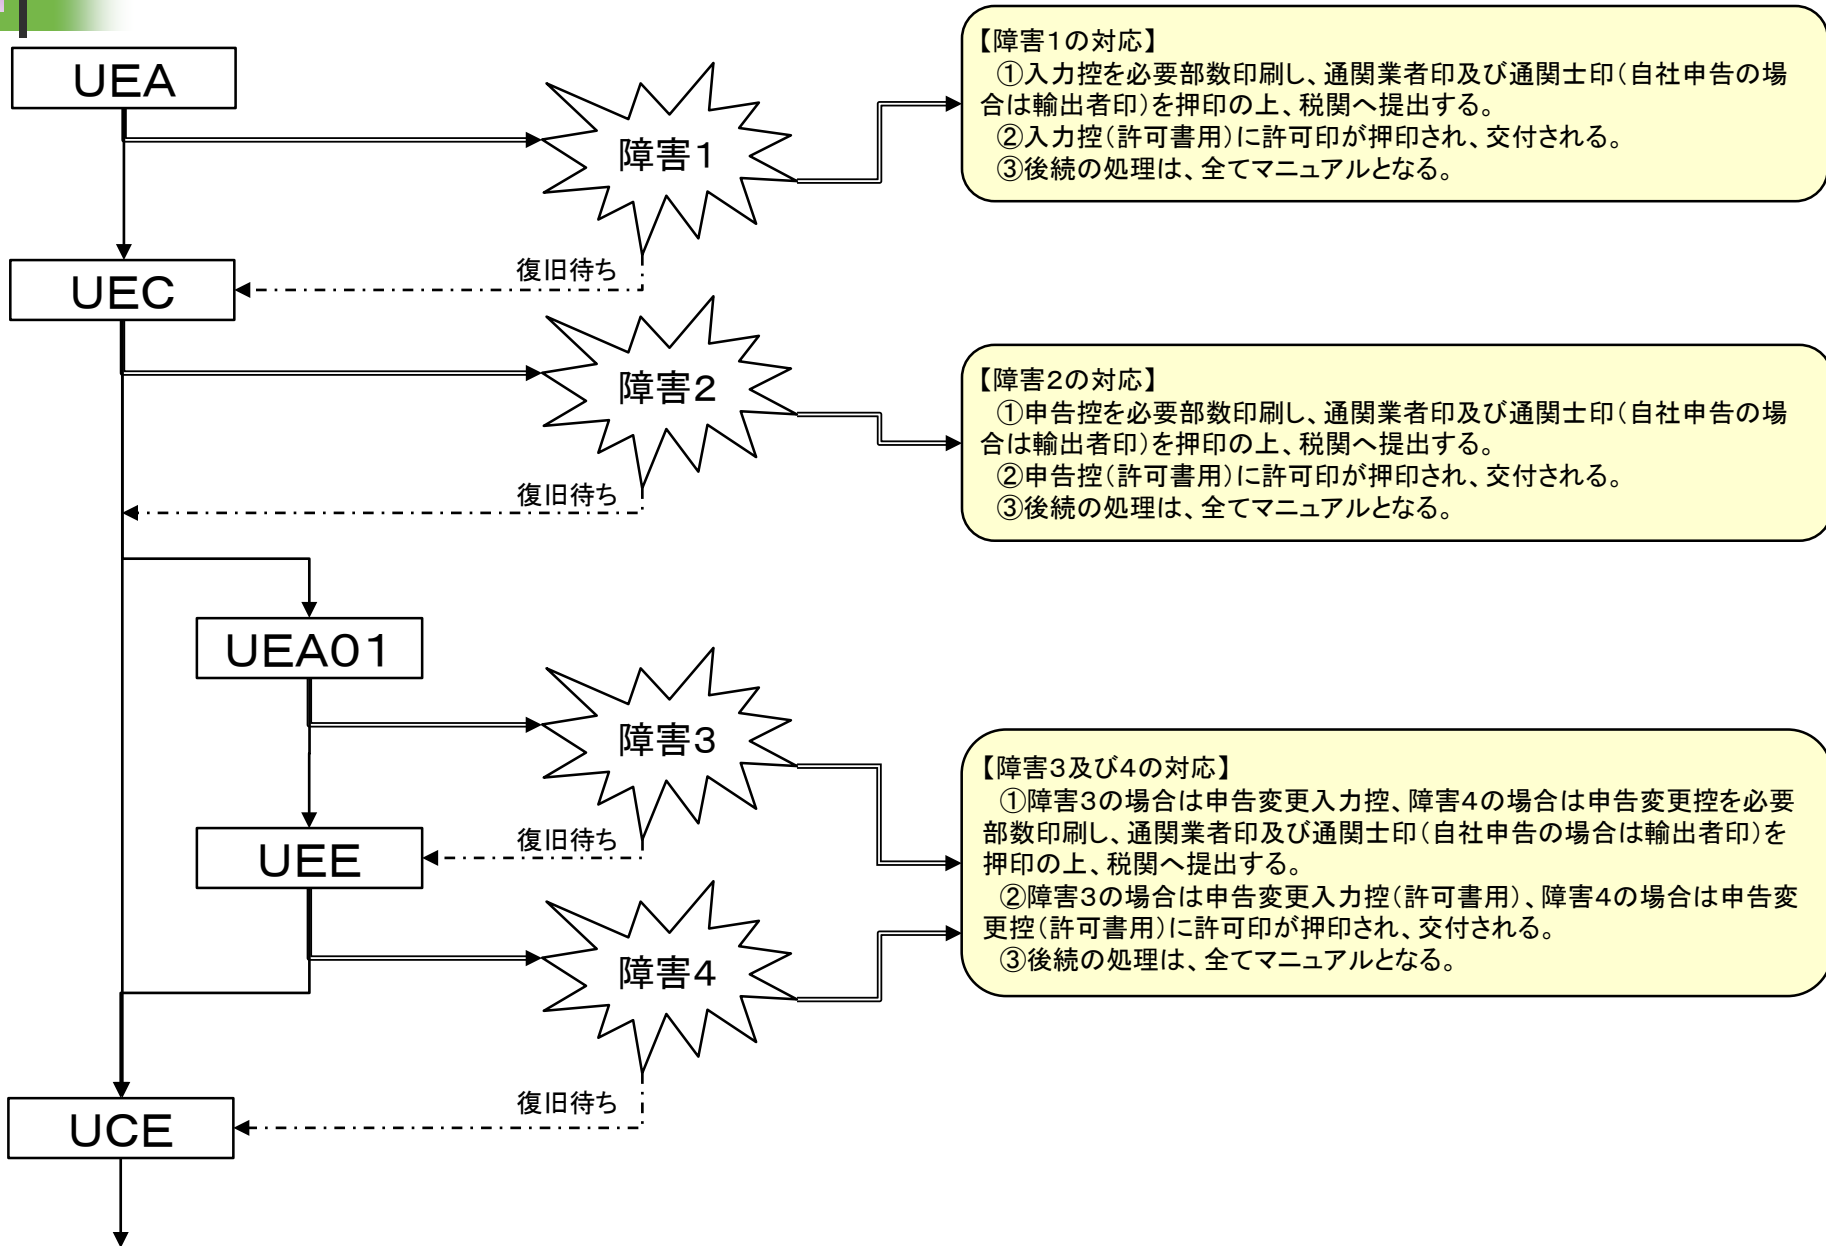 UEA
障害1
【障害1の対応】
①入力控を必要部数印刷し、通関業者印及び通関士印(自社申告の場
合は輸出者印)を押印の上、税関へ提出する。
②入力控(許可書用)に許可印が押印され、交付される。
③後続の処理は、全てマニュアルとなる。
復旧待ち
UEC
障害2
【障害2の対応】
①申告控を必要部数印刷し、通関業者印及び通関士印(自社申告の場
合は輸出者印)を押印の上、税関へ提出する。
②申告控(許可書用)に許可印が押印され、交付される。
③後続の処理は、全てマニュアルとなる。
復旧待ち
UEA01
障害3
【障害3及び4の対応】
①障害3の場合は申告変更入力控、障害4の場合は申告変更控を必要
部数印刷し、通関業者印及び通関士印(自社申告の場合は輸出者印)を
押印の上、税関へ提出する。
②障害3の場合は申告変更入力控(許可書用)、障害4の場合は申告変
更控(許可書用)に許可印が押印され、交付される。
③後続の処理は、全てマニュアルとなる。
復旧待ち
UEE
障害4
復旧待ち
UCE